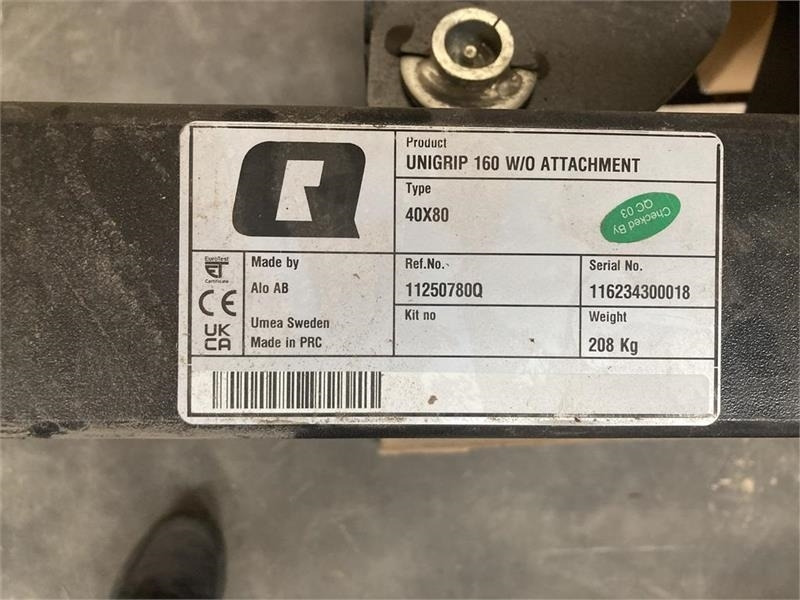 Product
UNIGRIP 160 W/O ATTACHMENT
Type
40X80
Checked By
QC 03
EuroTest
ET
Certificate
CE
UK
CA
Made by
Alo AB
Umea Sweden
Made in PRC
Ref.No.
11250780Q
Serial No.
116234300018
Kit no
Weight
208 Kg